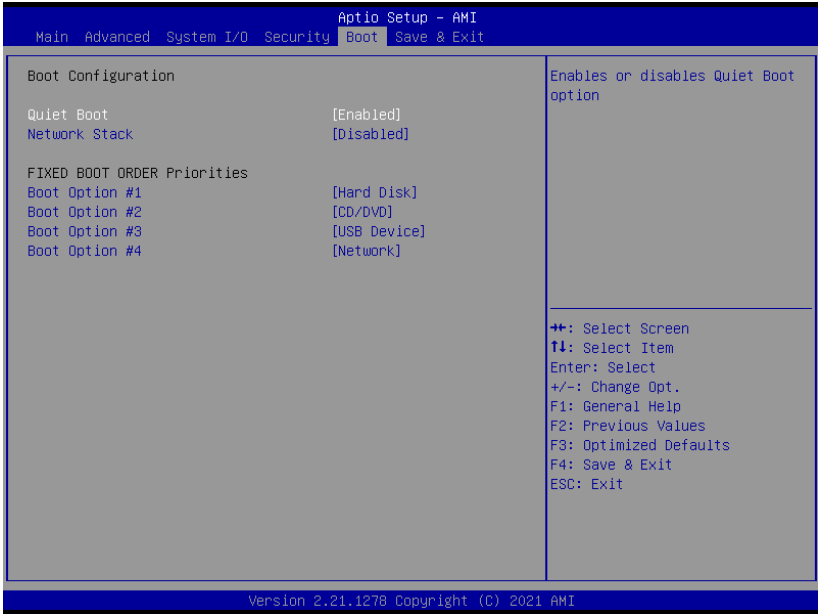 Aptio Setup – AMI
Main Advanced System I/O Security Boot Save & Exit
Boot Configuration
Quiet Boot [Enabled]
Network Stack [Disabled]
FIXED BOOT ORDER Priorities
Boot Option #1 [Hard Disk]
Boot Option #2 [CD/DVD]
Boot Option #3 [USB Device]
Boot Option #4 [Network]
Enables or disables Quiet Boot
option
→←: Select Screen
↑↓: Select Item
Enter: Select
+/-: Change Opt.
F1: General Help
F2: Previous Values
F3: Optimized Defaults
F4: Save & Exit
ESC: Exit
Version 2.21.1278 Copyright (C) 2021 AMI